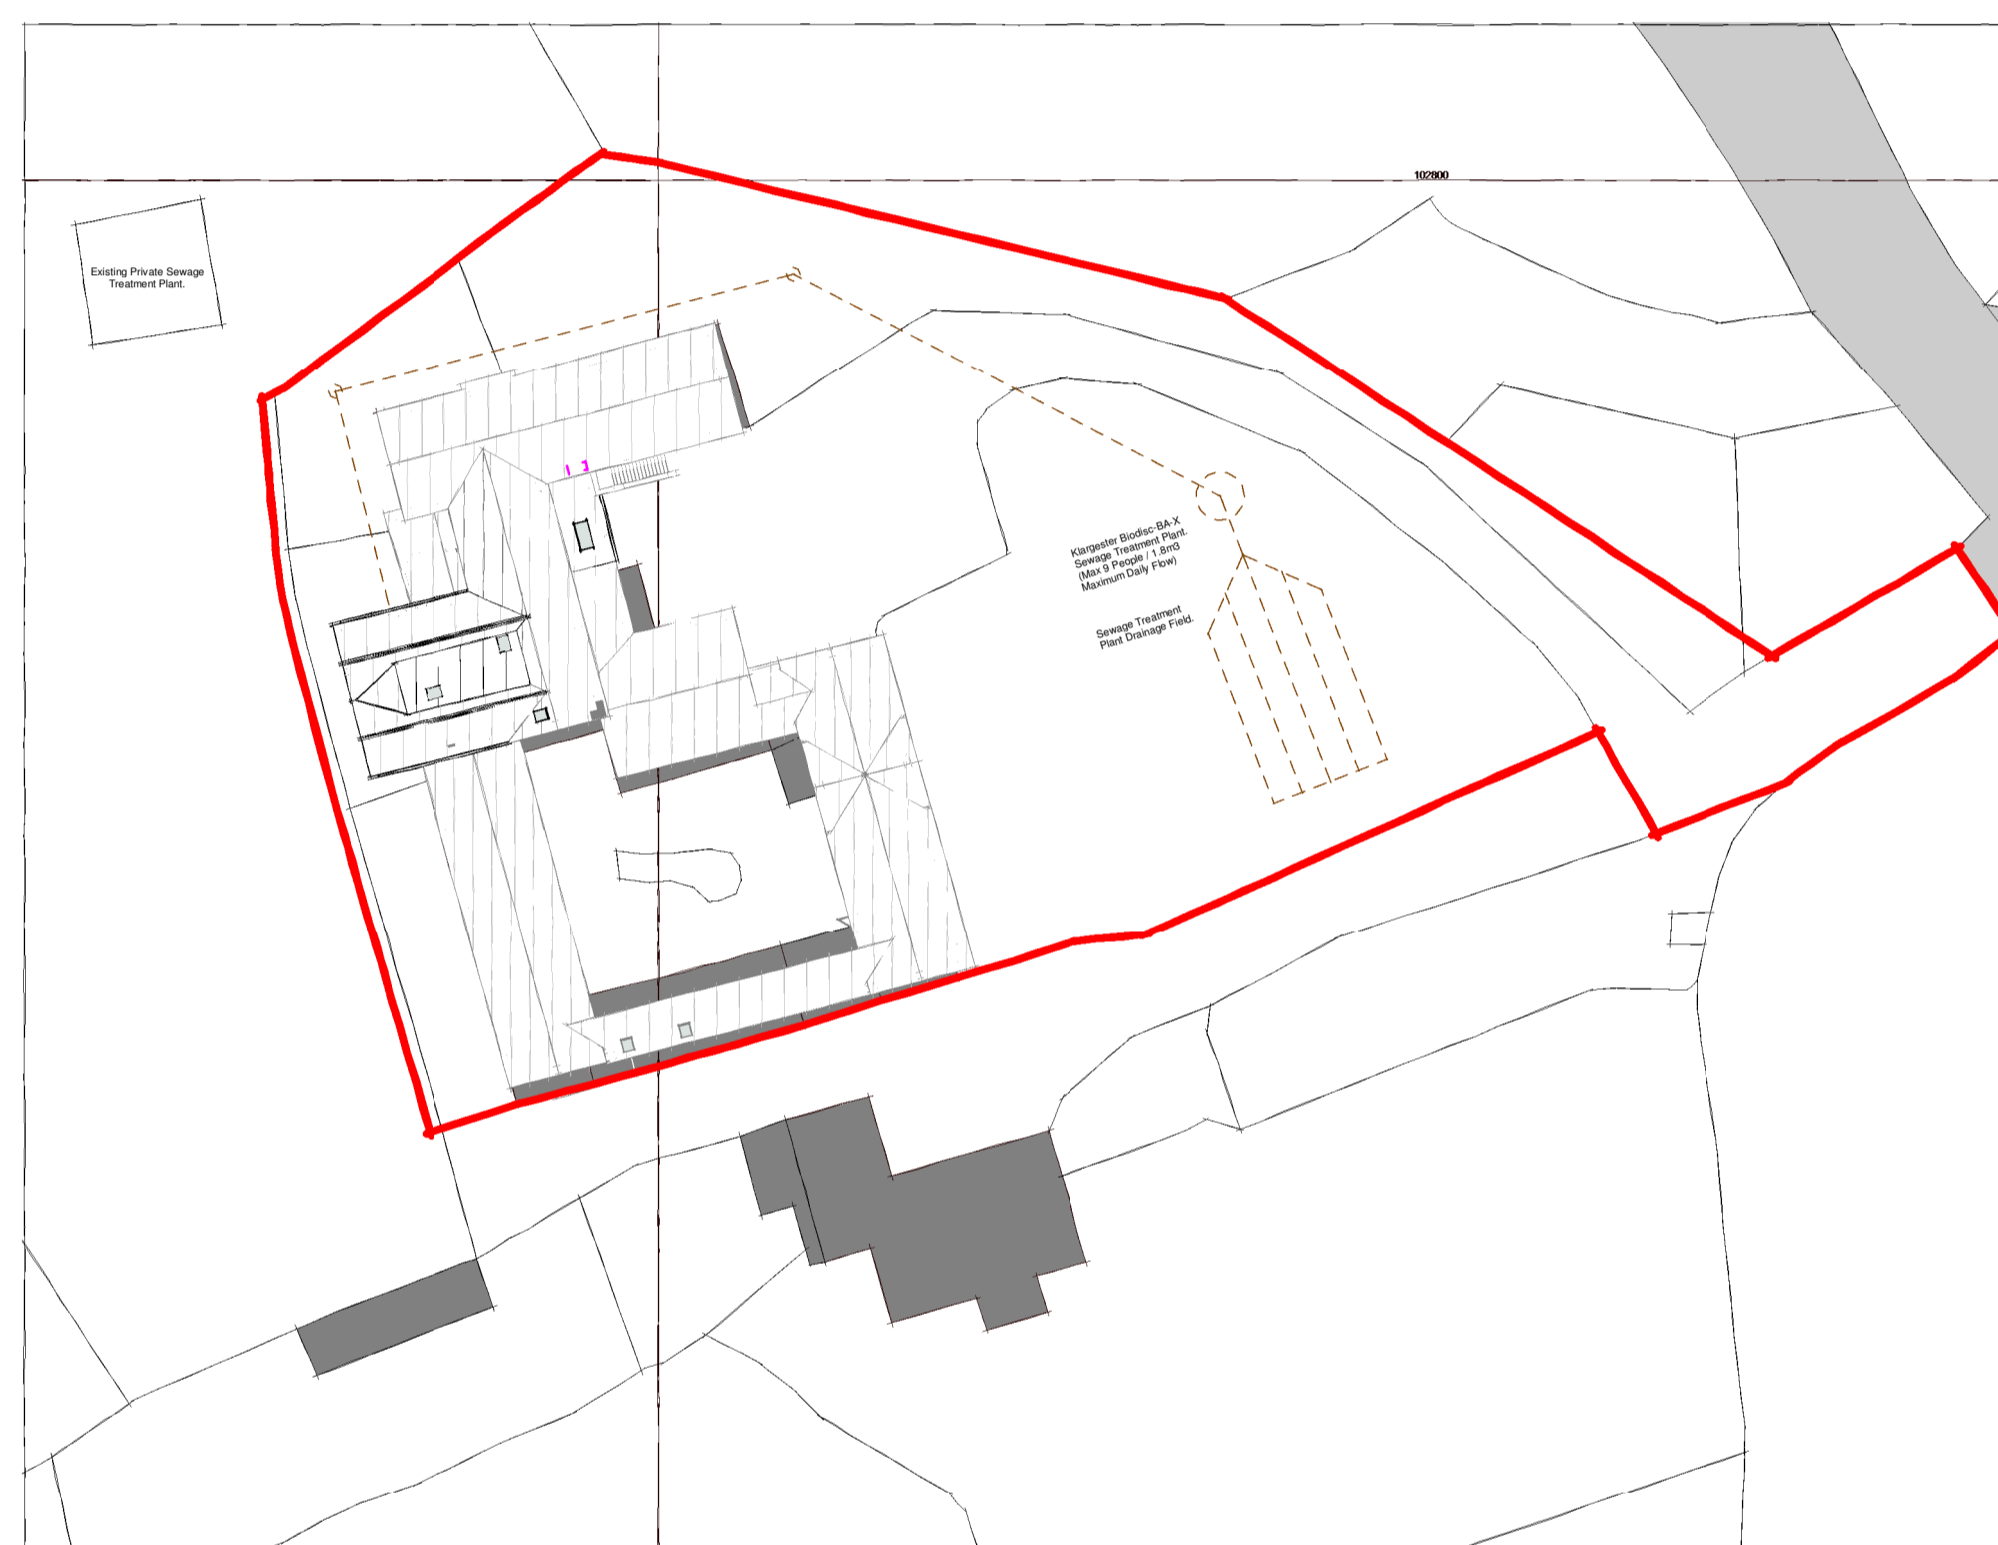 102800
Existing Private Sewage
Treatment Plant.
Klargester Biodisc-BA-X
Sewage Treatment Plant.
(Max 9 People / 1.8m3
Maximum Daily Flow)
Sewage Treatment
Plant Drainage Field.